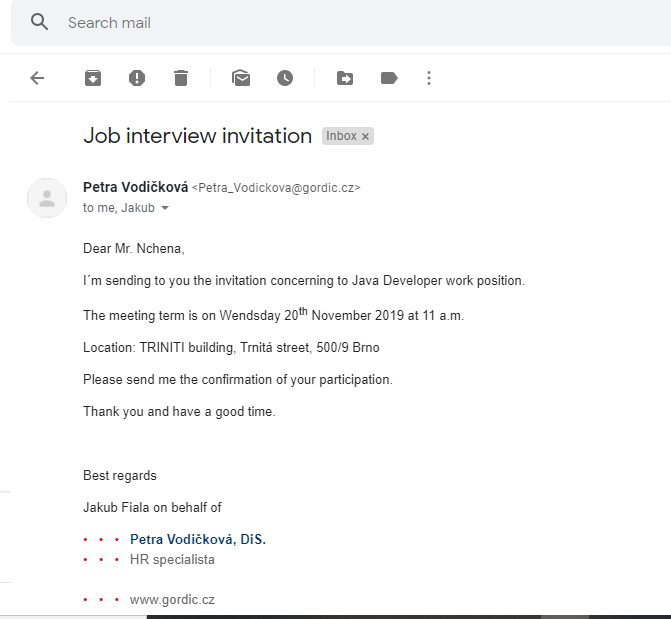 Search mail
Job interview invitation Inbox x
Petra Vodičková <Petra_Vodickova@gordic.cz>
to me, Jakub
Dear Mr. Nchena,
I´m sending to you the invitation concerning to Java Developer work position.
The meeting term is on Wendsday 20th November 2019 at 11 a.m.
Location: TRINITI building, Trnitá street, 500/9 Brno
Please send me the confirmation of your participation.
Thank you and have a good time.
Best regards
Jakub Fiala on behalf of
• • • Petra Vodičková, DiS.
• • • HR specialista
• • • www.gordic.cz